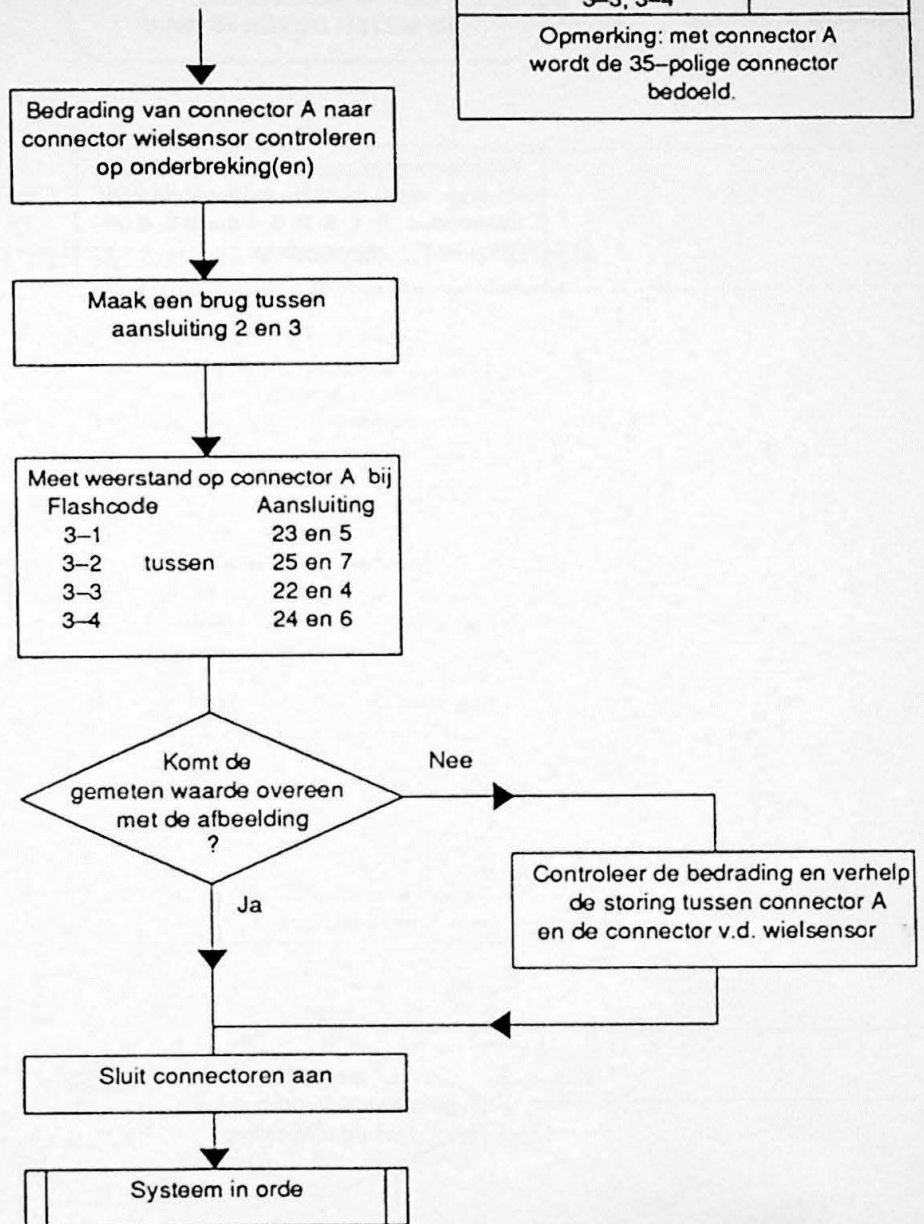 3–3, 3–4
Opmerking: met connector A
wordt de 35–polige connector
bedoeld.
Bedrading van connector A naar
connector wielsensor controleren
op onderbreking(en)
Maak een brug tussen
aansluiting 2 en 3
Meet weerstand op connector A bij
Flashcode Aansluiting
3–1 23 en 5
3–2 tussen 25 en 7
3–3 22 en 4
3–4 24 en 6
Komt de
gemeten waarde overeen
met de afbeelding
?
Nee
Ja
Controleer de bedrading en verhelp
de storing tussen connector A
en de connector v.d. wielsensor
Sluit connectoren aan
Systeem in orde